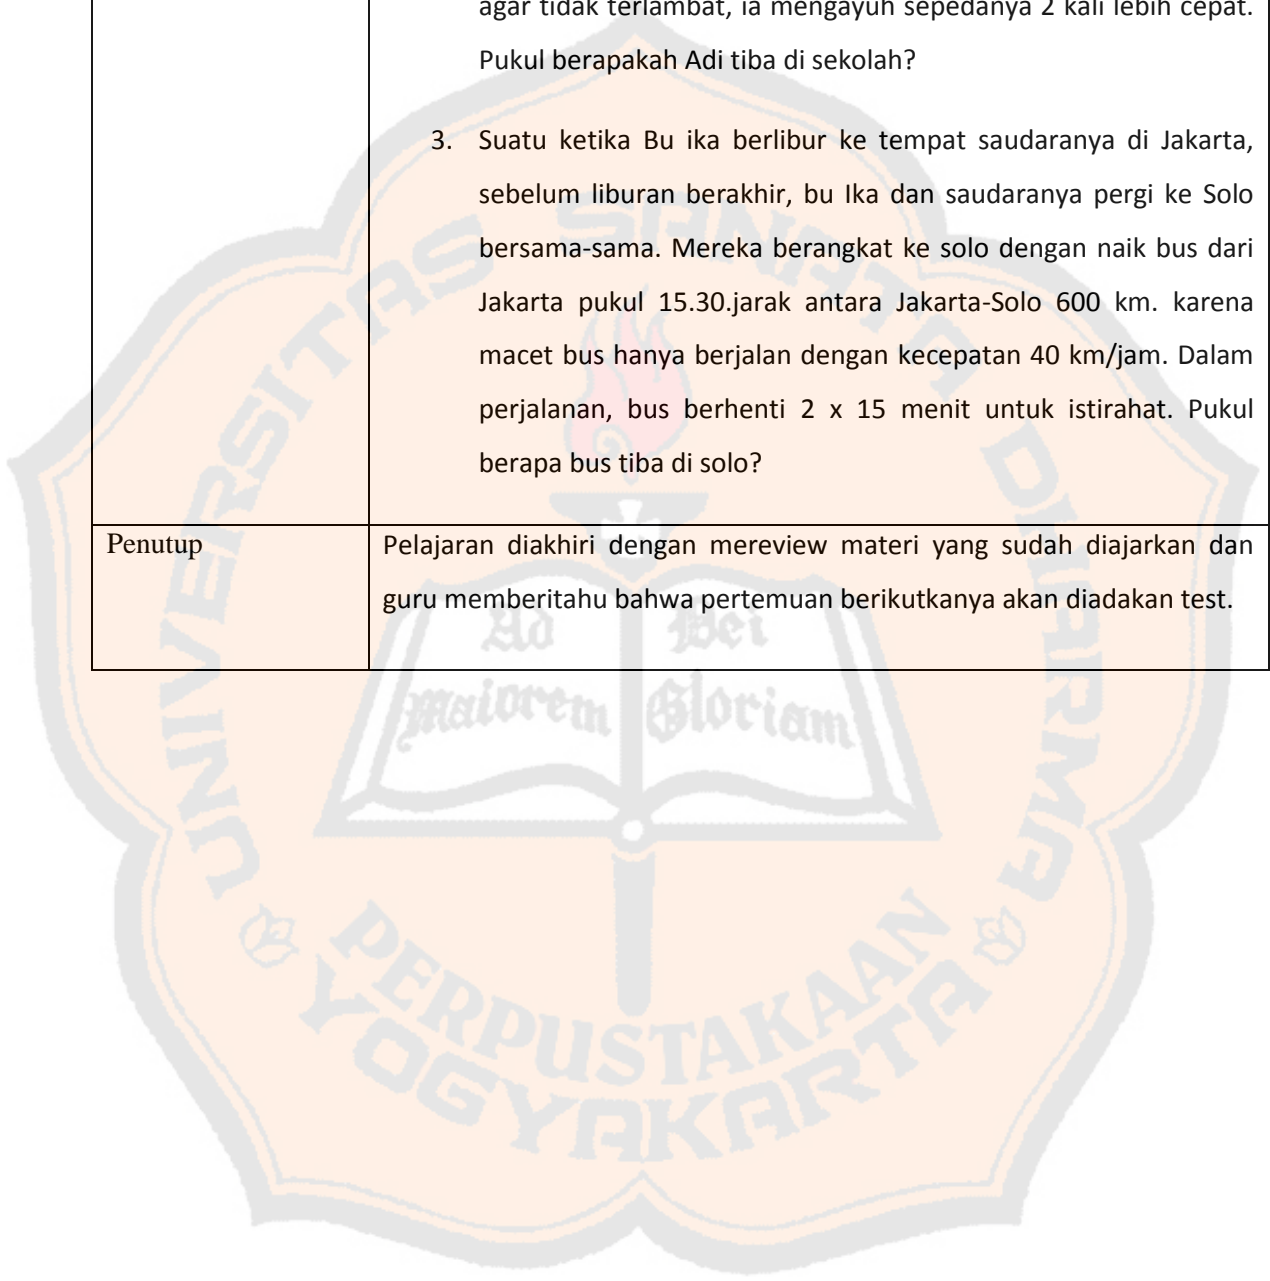 agar tidak terlambat, ia mengayuh sepedanya 2 kali lebih cepat.
Pukul berapakah Adi tiba di sekolah?
3. Suatu ketika Bu ika berlibur ke tempat saudaranya di Jakarta,
sebelum liburan berakhir, bu Ika dan saudaranya pergi ke Solo
bersama-sama. Mereka berangkat ke solo dengan naik bus dari
Jakarta pukul 15.30.jarak antara Jakarta-Solo 600 km. karena
macet bus hanya berjalan dengan kecepatan 40 km/jam. Dalam
perjalanan, bus berhenti 2 x 15 menit untuk istirahat. Pukul
berapa bus tiba di solo?
Penutup
Pelajaran diakhiri dengan mereview materi yang sudah diajarkan dan
guru memberitahu bahwa pertemuan berikutkanya akan diadakan test.
UNIVERSITAS SANATA DHARMA
Ad Dei
Maiorem Gloriam
PERPUSTAKAAN
YOGYAKARTA